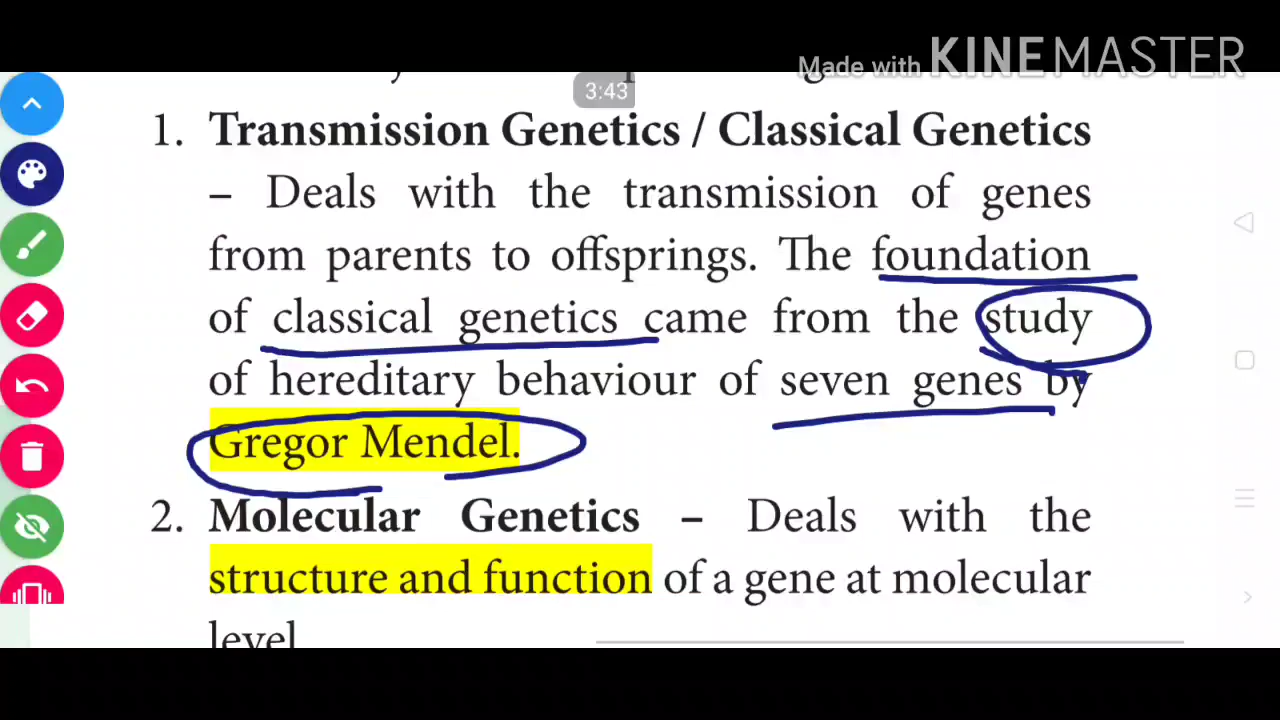 Made with KINEMASTER
3:43
1. Transmission Genetics / Classical Genetics
– Deals with the transmission of genes
from parents to offsprings. The foundation
of classical genetics came from the study
of hereditary behaviour of seven genes by
Gregor Mendel.
2. Molecular Genetics – Deals with the
structure and function of a gene at molecular
level